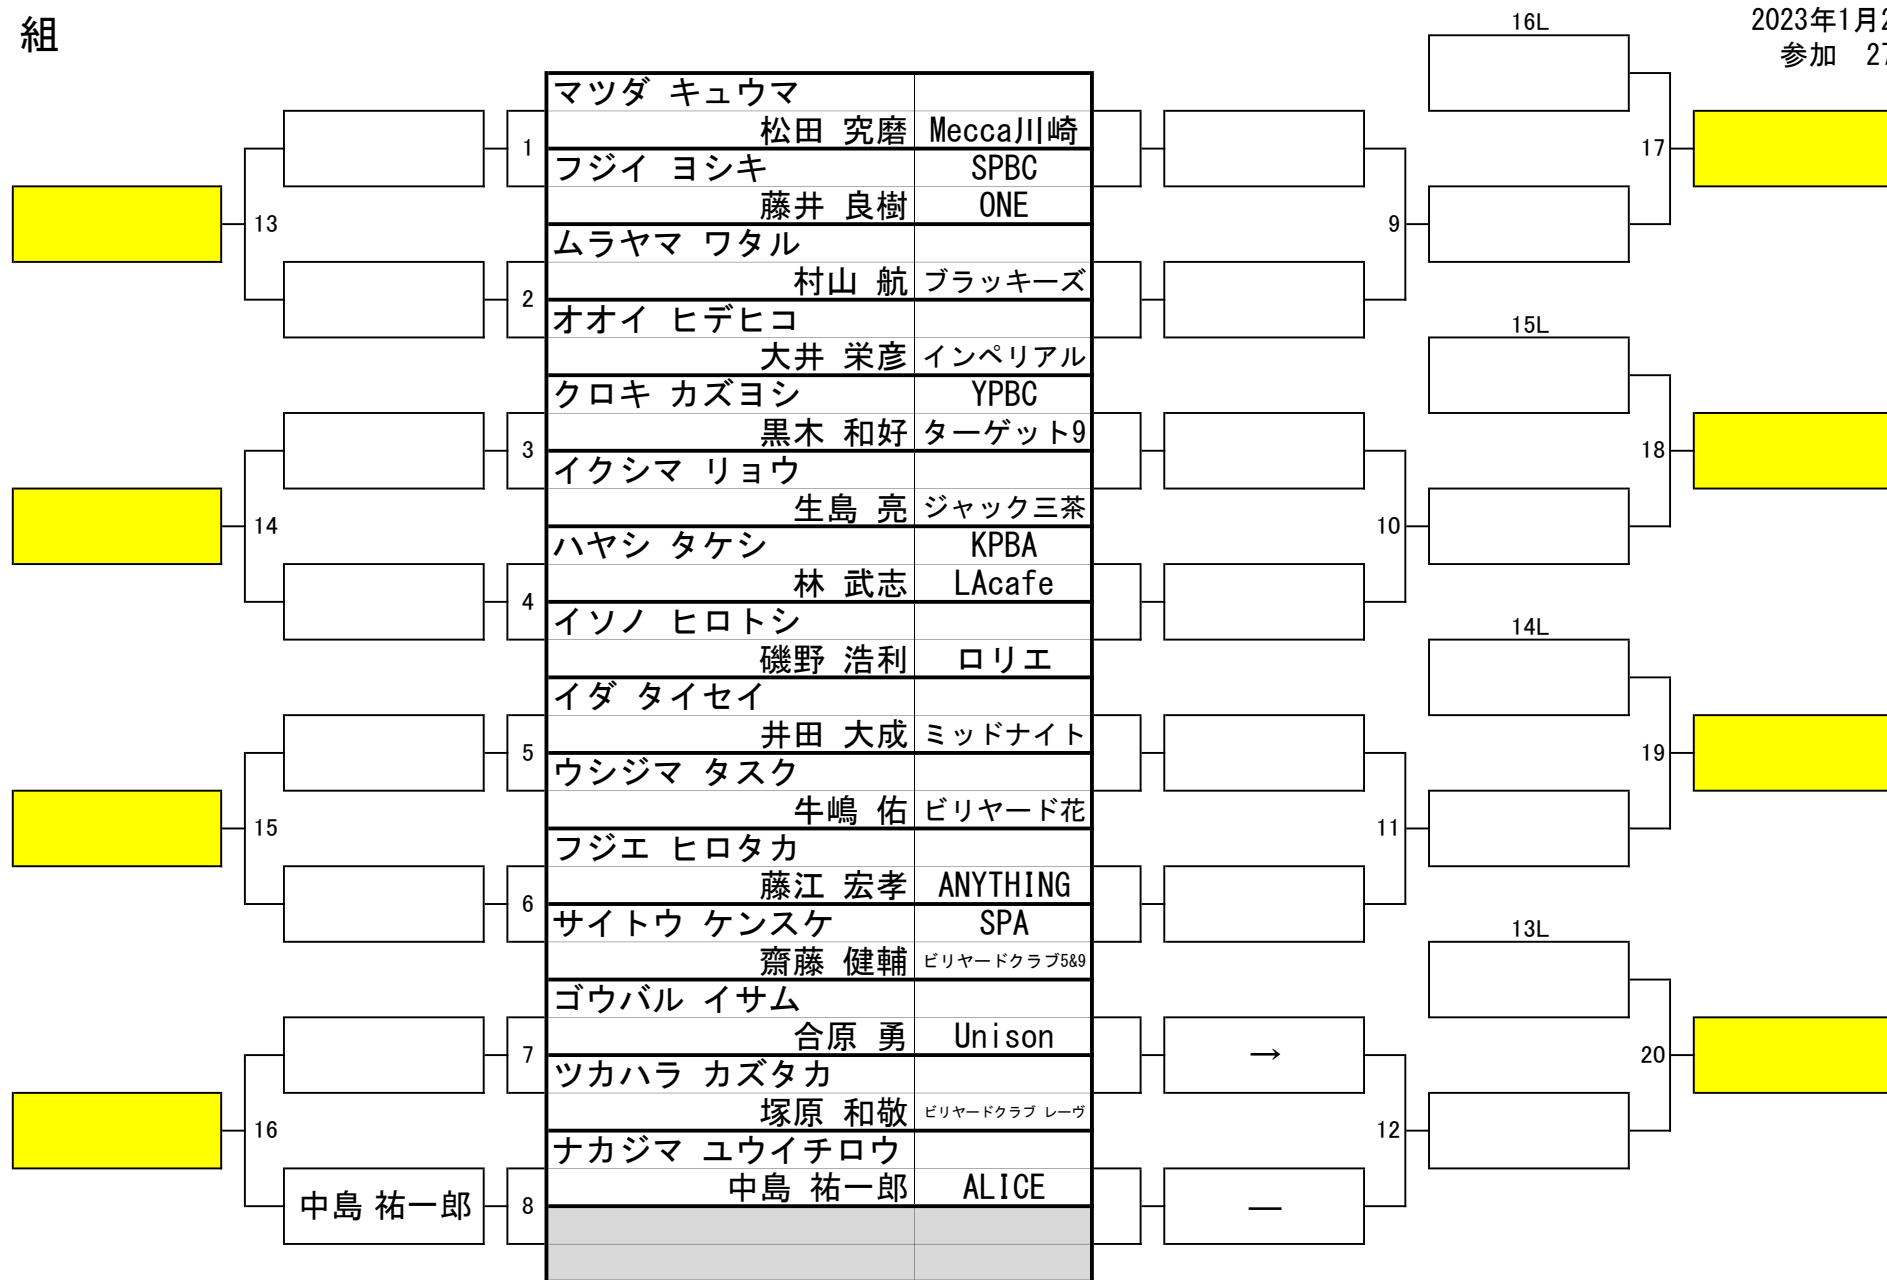 組
2023年1月2
参加 27
16L
マツダ キュウマ
松田 究磨 Mecca川崎
1
17
フジイ ヨシキ SPBC
藤井 良樹 ONE
13
9
ムラヤマ ワタル
村山 航 ブラッキーズ
2
オオイ ヒデヒコ
15L
大井 栄彦 インペリアル
クロキ カズヨシ YPBC
黒木 和好 ターゲット9
3
18
イクシマ リョウ
生島 亮 ジャック三茶
14
10
ハヤシ タケシ KPBA
林 武志 LAcafe
4
イソノ ヒロトシ
14L
磯野 浩利 ロリエ
イダ タイセイ
井田 大成 ミッドナイト
5
19
ウシジマ タスク
牛嶋 佑 ビリヤード花
15
11
フジエ ヒロタカ
藤江 宏孝 ANYTHING
6
サイトウ ケンスケ SPA
13L
齋藤 健輔 ビリヤードクラブ5&9
ゴウバル イサム
合原 勇 Unison
7
→
20
ツカハラ カズタカ
塚原 和敬 ビリヤードクラブ レーヴ
16
12
ナカジマ ユウイチロウ
中島 祐一郎 ALICE
中島 祐一郎
8
―